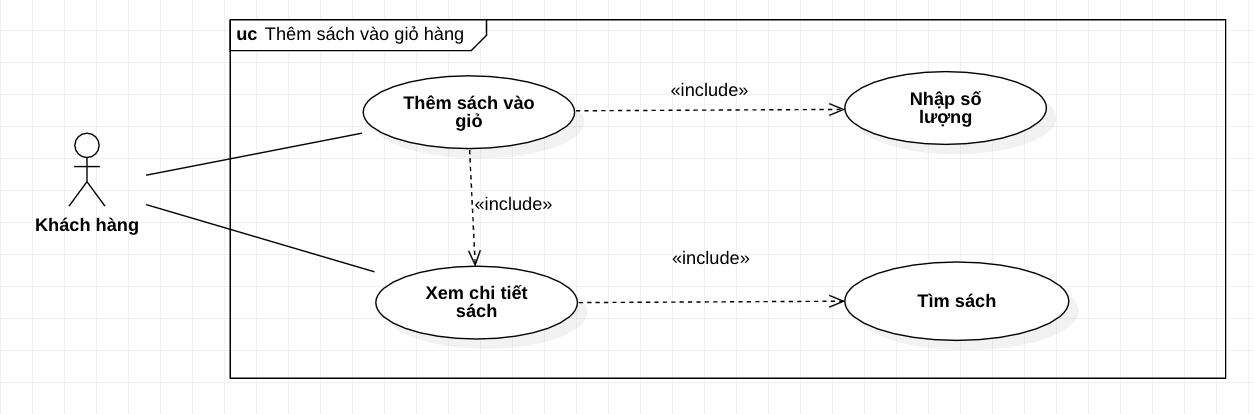 uc Thêm sách vào giỏ hàng
Thêm sách vào
giỏ
«include»
Nhập số
lượng
Khách hàng
«include»
Xem chi tiết
sách
«include»
Tìm sách